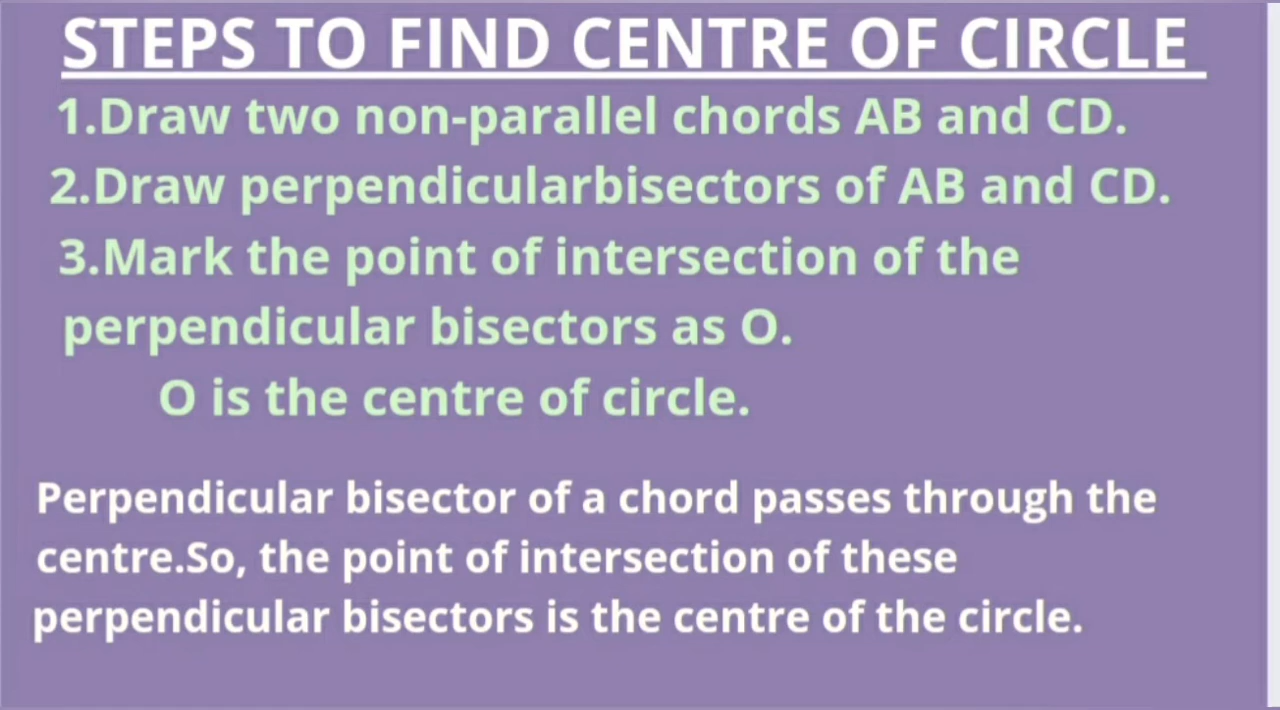 STEPS TO FIND CENTRE OF CIRCLE
1.Draw two non-parallel chords AB and CD.
2.Draw perpendicularbisectors of AB and CD.
3.Mark the point of intersection of the
perpendicular bisectors as O.
O is the centre of circle.
Perpendicular bisector of a chord passes through the
centre.So, the point of intersection of these
perpendicular bisectors is the centre of the circle.